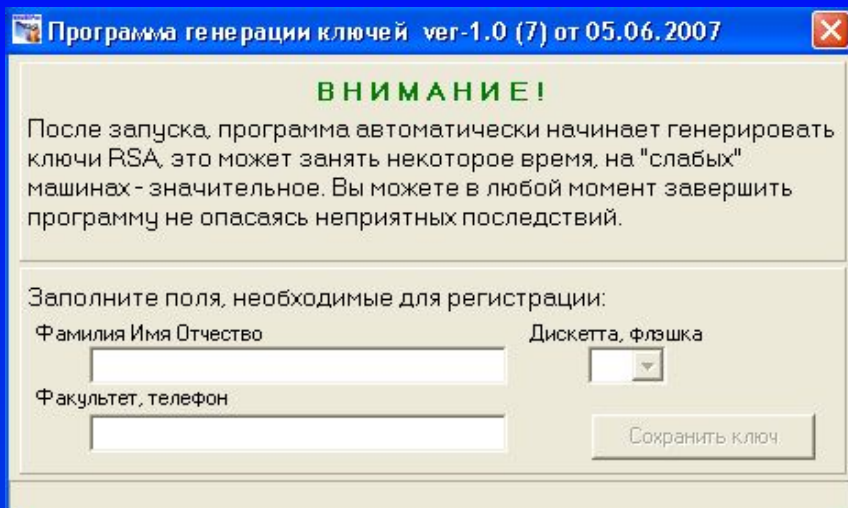 Программа генерации ключей ver-1.0 (7) от 05.06.2007
ВНИМАНИЕ!
После запуска, программа автоматически начинает генерировать
ключи RSA, это может занять некоторое время, на "слабых"
машинах - значительное. Вы можете в любой момент завершить
программу не опасаясь неприятных последствий.
Заполните поля, необходимые для регистрации:
Фамилия Имя Отчество
Дискетта, флэшка
Факультет, телефон
Сохранить ключ